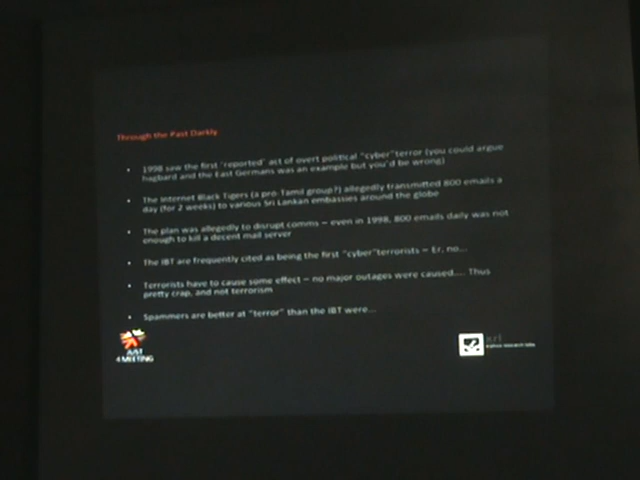 Through the Past Darkly
• 1998 saw the first "reported" act of overt political "cyber"terror (you could argue
hagbard and the East Germans was an example but you'd be wrong)
• The Internet Black Tigers (a pro-Tamil group?) allegedly transmitted 800 emails a
day (for 2 weeks) to various Sri Lankan embassies around the globe
• The plan was allegedly to disrupt comms – even in 1998, 800 emails daily was not
enough to kill a decent mail server
• The IBT are frequently cited as being the first "cyber"terrorists – Er, no...
• Terrorists have to cause some effect – no major outages were caused.... Thus
pretty crap, and not terrorism
• Spammers are better at "terror" than the IBT were...
JUST
4 MEETING
xrl
research labs